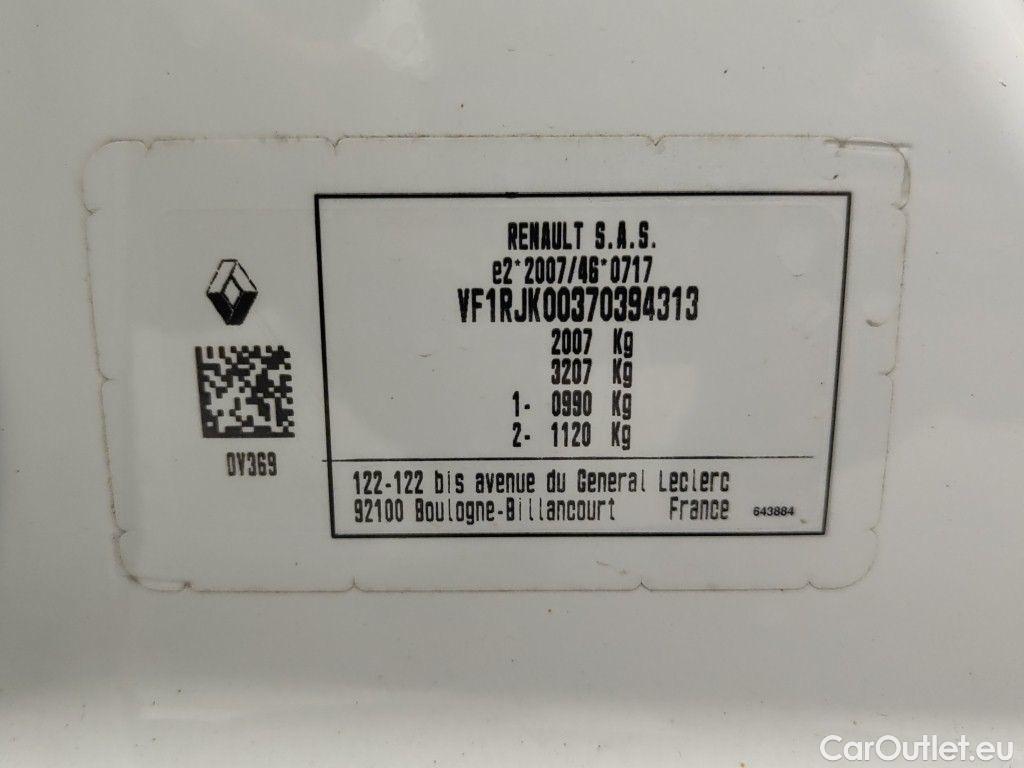 RENAULT S.A.S.
e2*2007/46*0717
VF1RJK00370394313
2007 Kg
3207 Kg
1- 0990 Kg
2- 1120 Kg
DV369
122-122 bis avenue du General Leclerc
92100 Boulogne-Billancourt France 643884
CarOutlet.eu